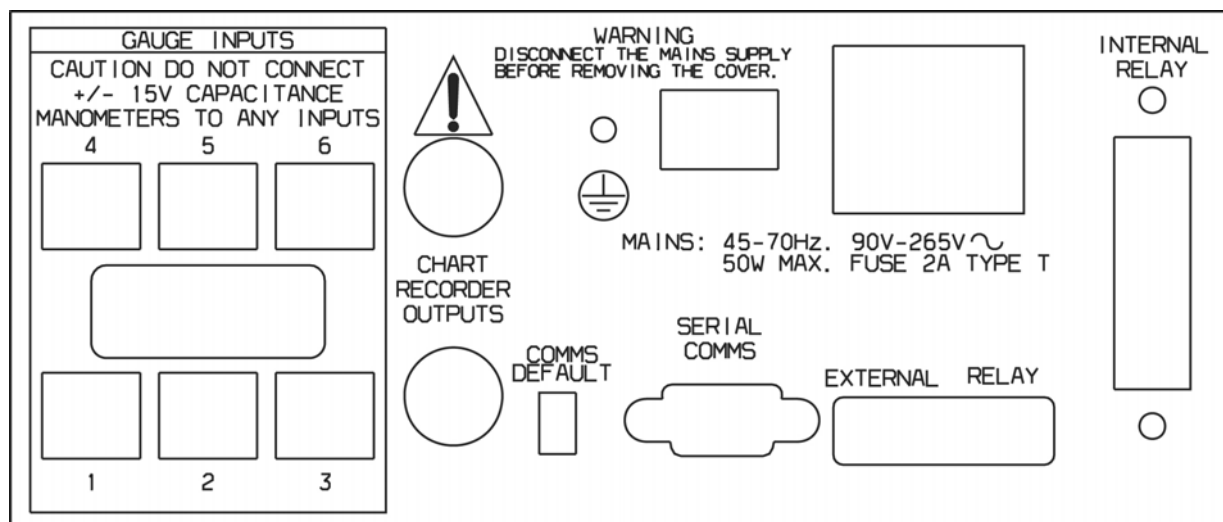 GAUGE INPUTS
CAUTION DO NOT CONNECT
+/- 15V CAPACITANCE
MANOMETERS TO ANY INPUTS
4 5 6
1 2 3
CHART
RECORDER
OUTPUTS
WARNING
DISCONNECT THE MAINS SUPPLY
BEFORE REMOVING THE COVER.
MAINS: 45-70Hz. 90V-265V~
50W MAX. FUSE 2A TYPE T
COMMS
DEFAULT
SERIAL
COMMS
EXTERNAL RELAY
INTERNAL
RELAY